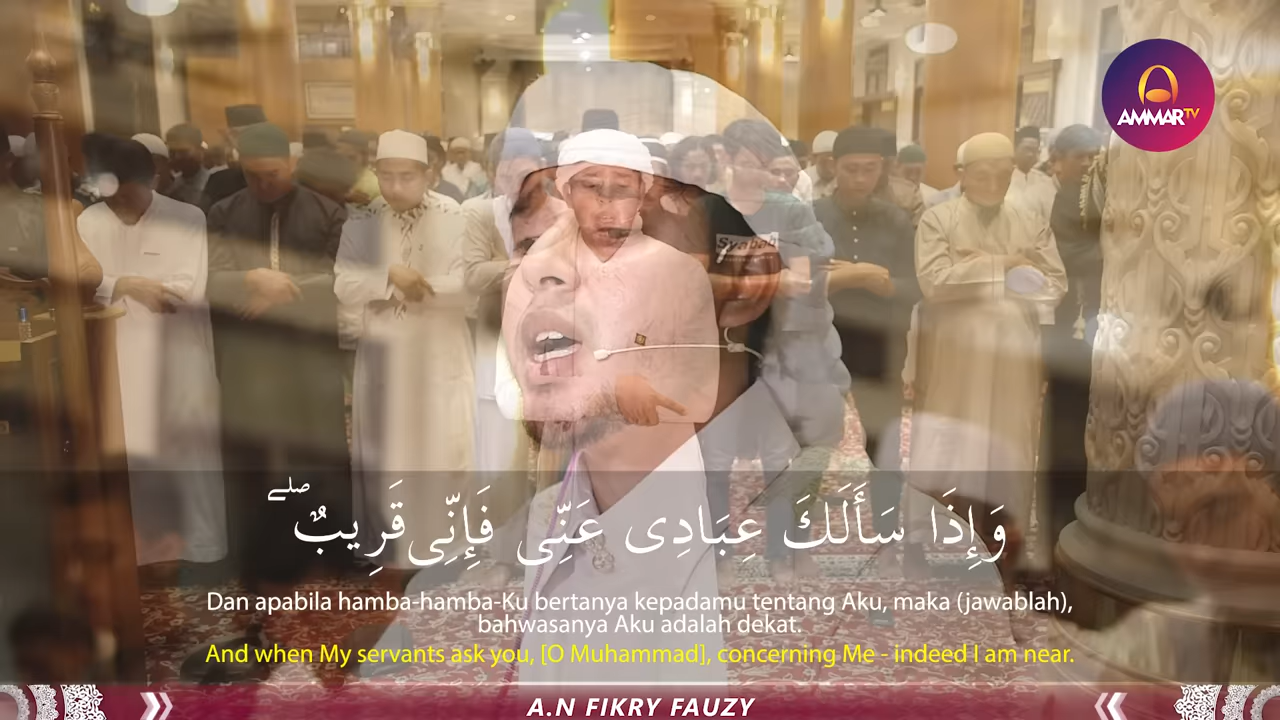 AMMAR TV
Syabab
وَإِذَا سَأَلَكَ عِبَادِى عَنِّى فَإِنِّى قَرِيبٌ ۖ
Dan apabila hamba-hamba-Ku bertanya kepadamu tentang Aku, maka (jawablah),
bahwasanya Aku adalah dekat.
And when My servants ask you, [O Muhammad], concerning Me - indeed I am near.
A.N FIKRY FAUZY